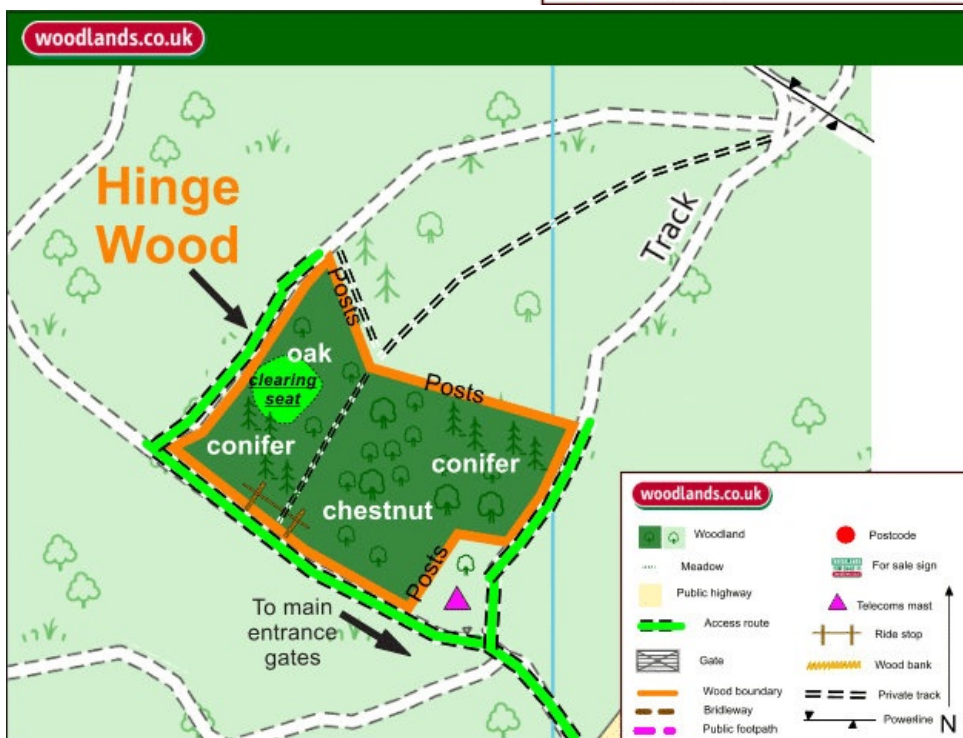 woodlands.co.uk
Hinge
Wood
Track
Posts
oak
clearing
seat
Posts
conifer
conifer
chestnut
Posts
To main
entrance
gates
woodlands.co.uk
Woodland
Meadow
Public highway
Access route
Gate
Wood boundary
Bridleway
Public footpath
Postcode
For sale sign
Telecoms mast
Ride stop
Wood bank
Private track
Powerline
N